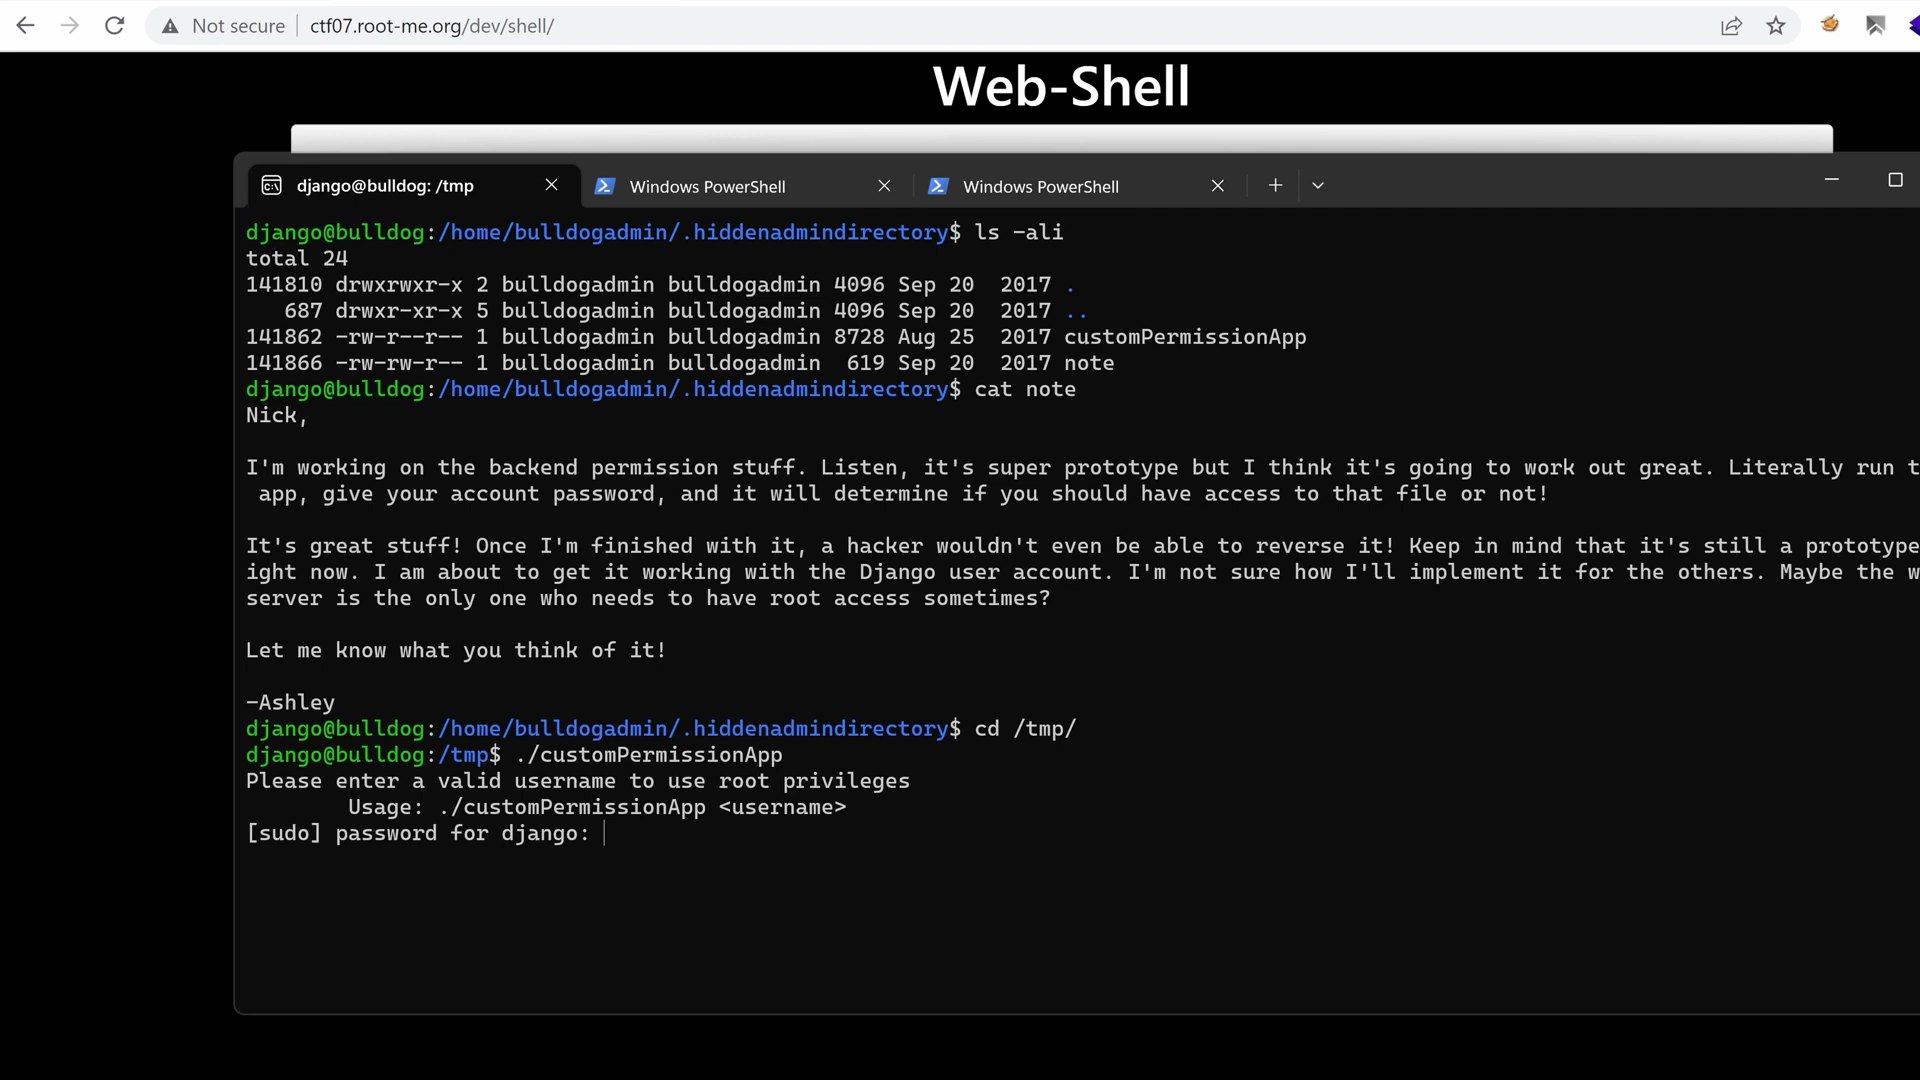 Not secure ctf07.root-me.org/dev/shell/
Web-Shell
django@bulldog: /tmp Windows PowerShell Windows PowerShell
django@bulldog:/home/bulldogadmin/.hiddenadmindirectory$ ls -ali
total 24
141810 drwxrwxr-x 2 bulldogadmin bulldogadmin 4096 Sep 20  2017 .
   687 drwxr-xr-x 5 bulldogadmin bulldogadmin 4096 Sep 20  2017 ..
141862 -rw-r--r-- 1 bulldogadmin bulldogadmin 8728 Aug 25  2017 customPermissionApp
141866 -rw-rw-r-- 1 bulldogadmin bulldogadmin  619 Sep 20  2017 note
django@bulldog:/home/bulldogadmin/.hiddenadmindirectory$ cat note
Nick,
I'm working on the backend permission stuff. Listen, it's super prototype but I think it's going to work out great. Literally run t
app, give your account password, and it will determine if you should have access to that file or not!
It's great stuff! Once I'm finished with it, a hacker wouldn't even be able to reverse it! Keep in mind that it's still a prototype
ight now. I am about to get it working with the Django user account. I'm not sure how I'll implement it for the others. Maybe the w
server is the only one who needs to have root access sometimes?
Let me know what you think of it!
-Ashley
django@bulldog:/home/bulldogadmin/.hiddenadmindirectory$ cd /tmp/
django@bulldog:/tmp$ ./customPermissionApp
Please enter a valid username to use root privileges
        Usage: ./customPermissionApp <username>
[sudo] password for django: